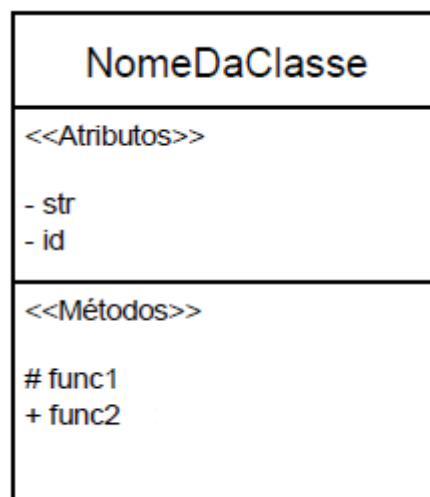 NomeDaClasse
<<Atributos>>
- str
- id
<<Métodos>>
# func1
+ func2